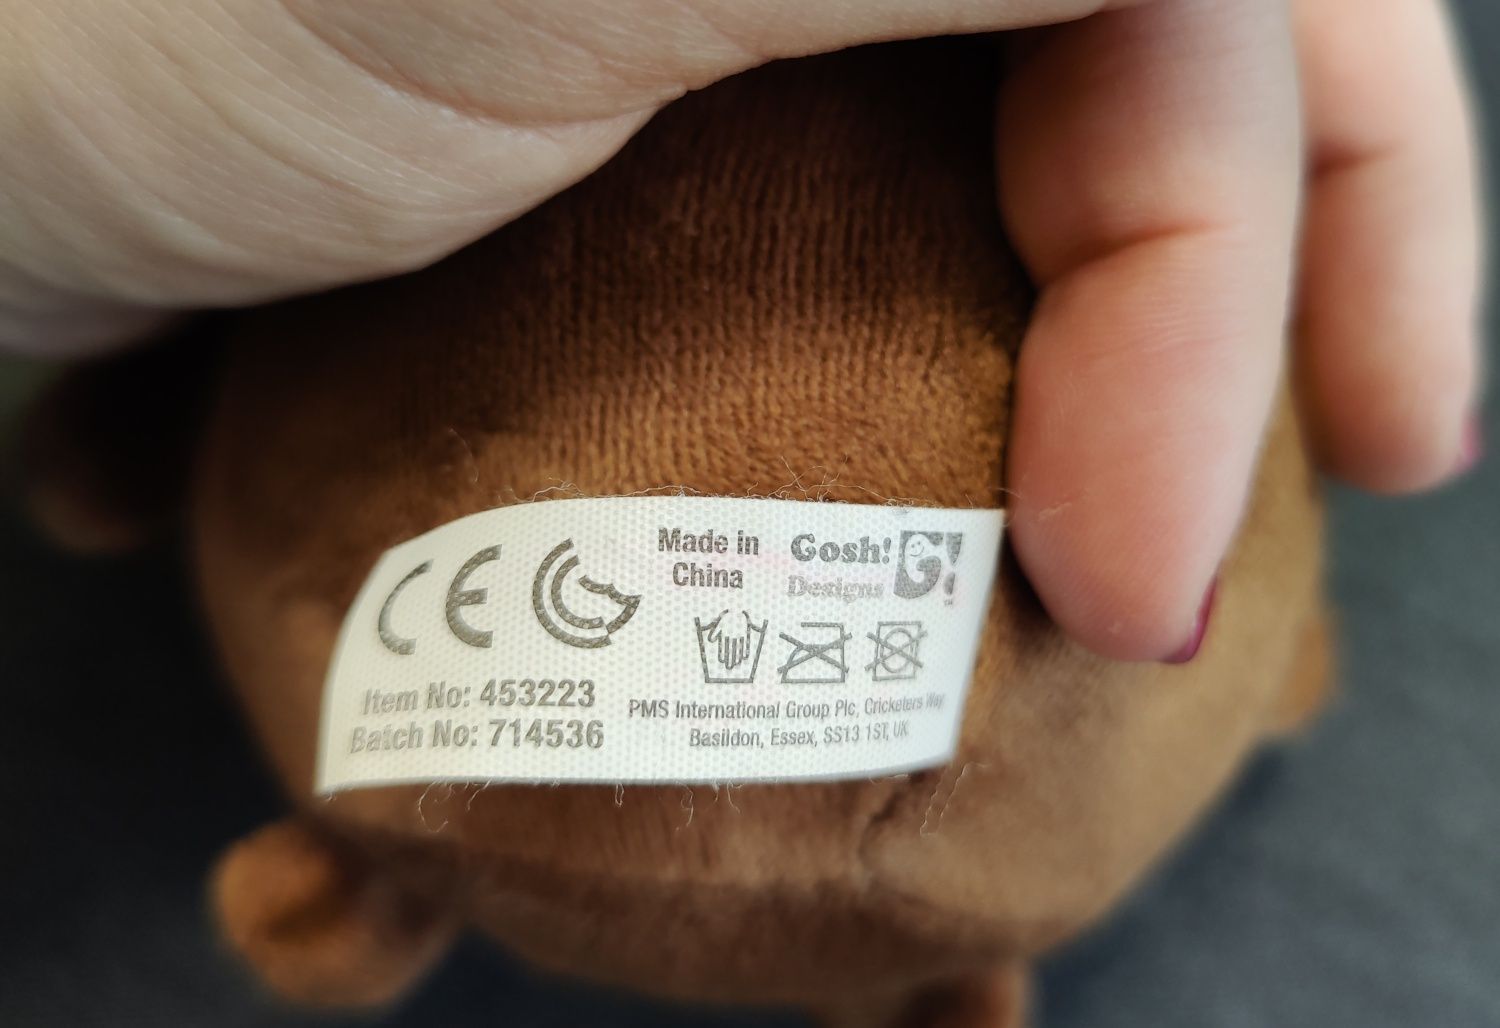 CE
Made in
China
Gosh!
Designs
G!
™
Item No: 453223
Batch No: 714536
PMS International Group Plc, Cricketers Way
Basildon, Essex, SS13 1ST, UK